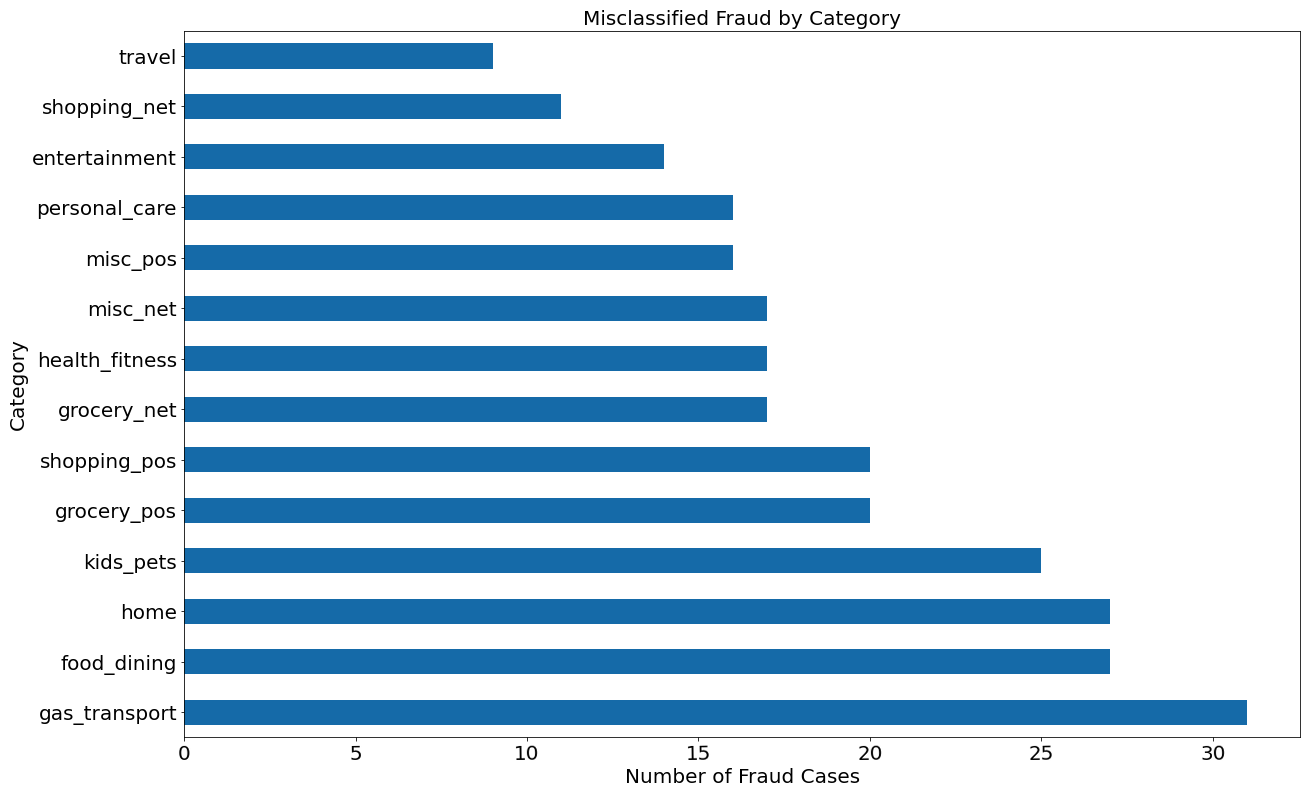 Misclassified Fraud by Category
travel
shopping_net
entertainment
personal_care
misc_pos
misc_net
health_fitness
grocery_net
shopping_pos
grocery_pos
kids_pets
home
food_dining
gas_transport
Category
0 5 10 15 20 25 30
Number of Fraud Cases